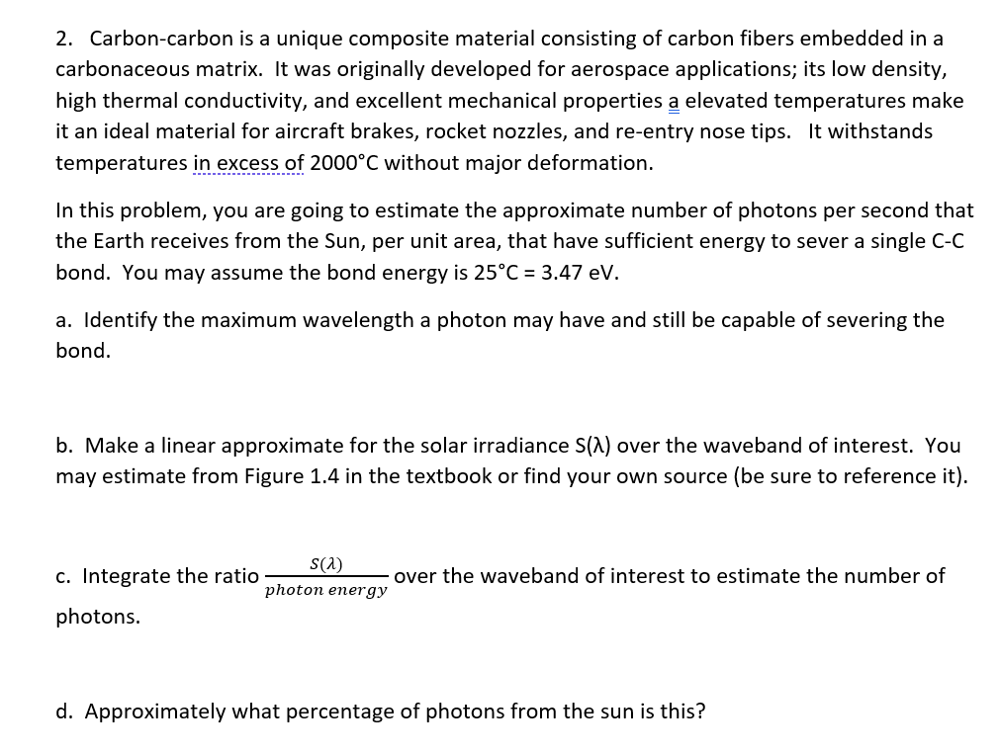 2. Carbon-carbon is a unique composite material consisting of carbon fibers embedded in a
carbonaceous matrix. It was originally developed for aerospace applications; its low density,
high thermal conductivity, and excellent mechanical properties a elevated temperatures make
it an ideal material for aircraft brakes, rocket nozzles, and re-entry nose tips. It withstands
temperatures in excess of 2000°C without major deformation.
In this problem, you are going to estimate the approximate number of photons per second that
the Earth receives from the Sun, per unit area, that have sufficient energy to sever a single C-C
bond. You may assume the bond energy is 25°C = 3.47 eV.
a. Identify the maximum wavelength a photon may have and still be capable of severing the
bond.
b. Make a linear approximate for the solar irradiance S(λ) over the waveband of interest. You
may estimate from Figure 1.4 in the textbook or find your own source (be sure to reference it).
c. Integrate the ratio S(λ)/photon energy over the waveband of interest to estimate the number of
photons.
d. Approximately what percentage of photons from the sun is this?